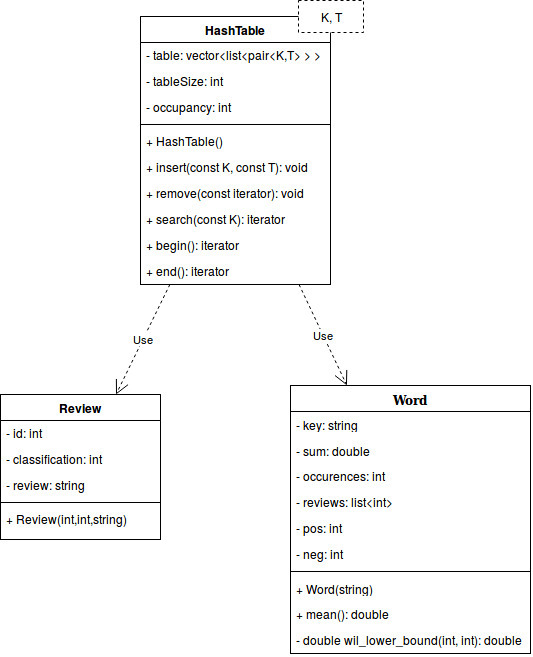 K, T
HashTable
- table: vector<list<pair<K,T> > >
- tableSize: int
- occupancy: int
+ HashTable()
+ insert(const K, const T): void
+ remove(const iterator): void
+ search(const K): iterator
+ begin(): iterator
+ end(): iterator
Use
Use
Review
- id: int
- classification: int
- review: string
+ Review(int,int,string)
Word
- key: string
- sum: double
- occurences: int
- reviews: list<int>
- pos: int
- neg: int
+ Word(string)
+ mean(): double
- double wil_lower_bound(int, int): double